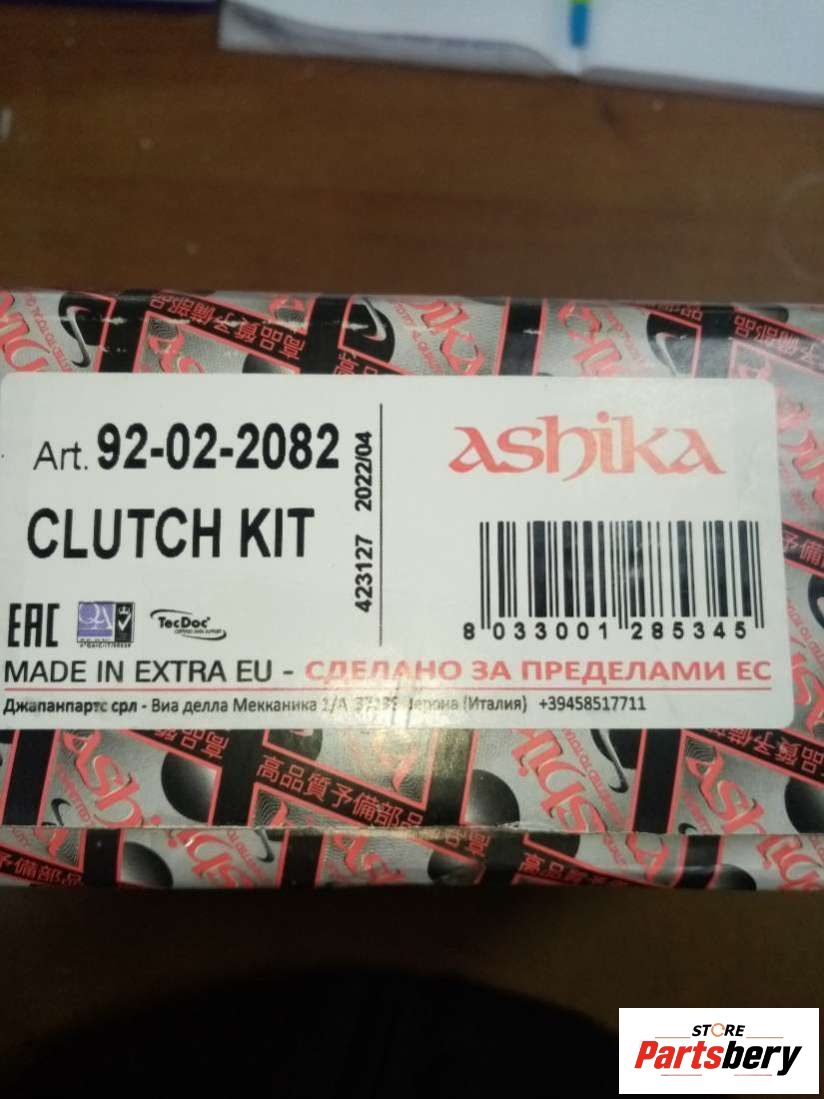 Art. 92-02-2082
CLUTCH KIT
423127 2022/04
ashika
8 033001 285345
EAC
TecDoc
MADE IN EXTRA EU - СДЕЛАНО ЗА ПРЕДЕЛАМИ ЕС
Джапанпартс срл - Виа делла Мекканика (Италия) +39458517711
高品質予備部品
STORE
Partsbery